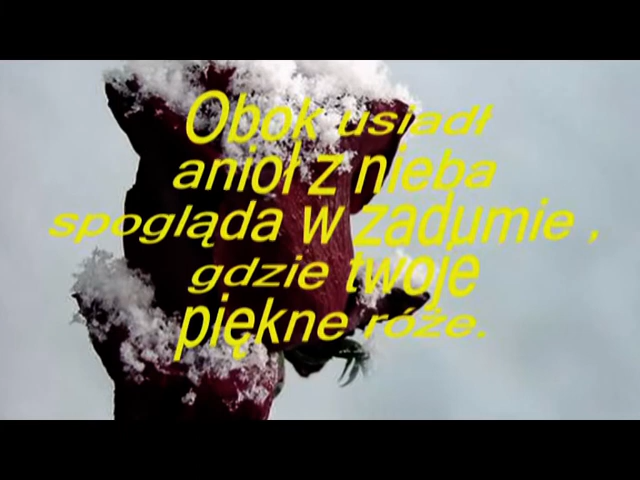 Obok usiadł
anioł z nieba
spogląda w zadumie ,
gdzie twoje
piękne róże.